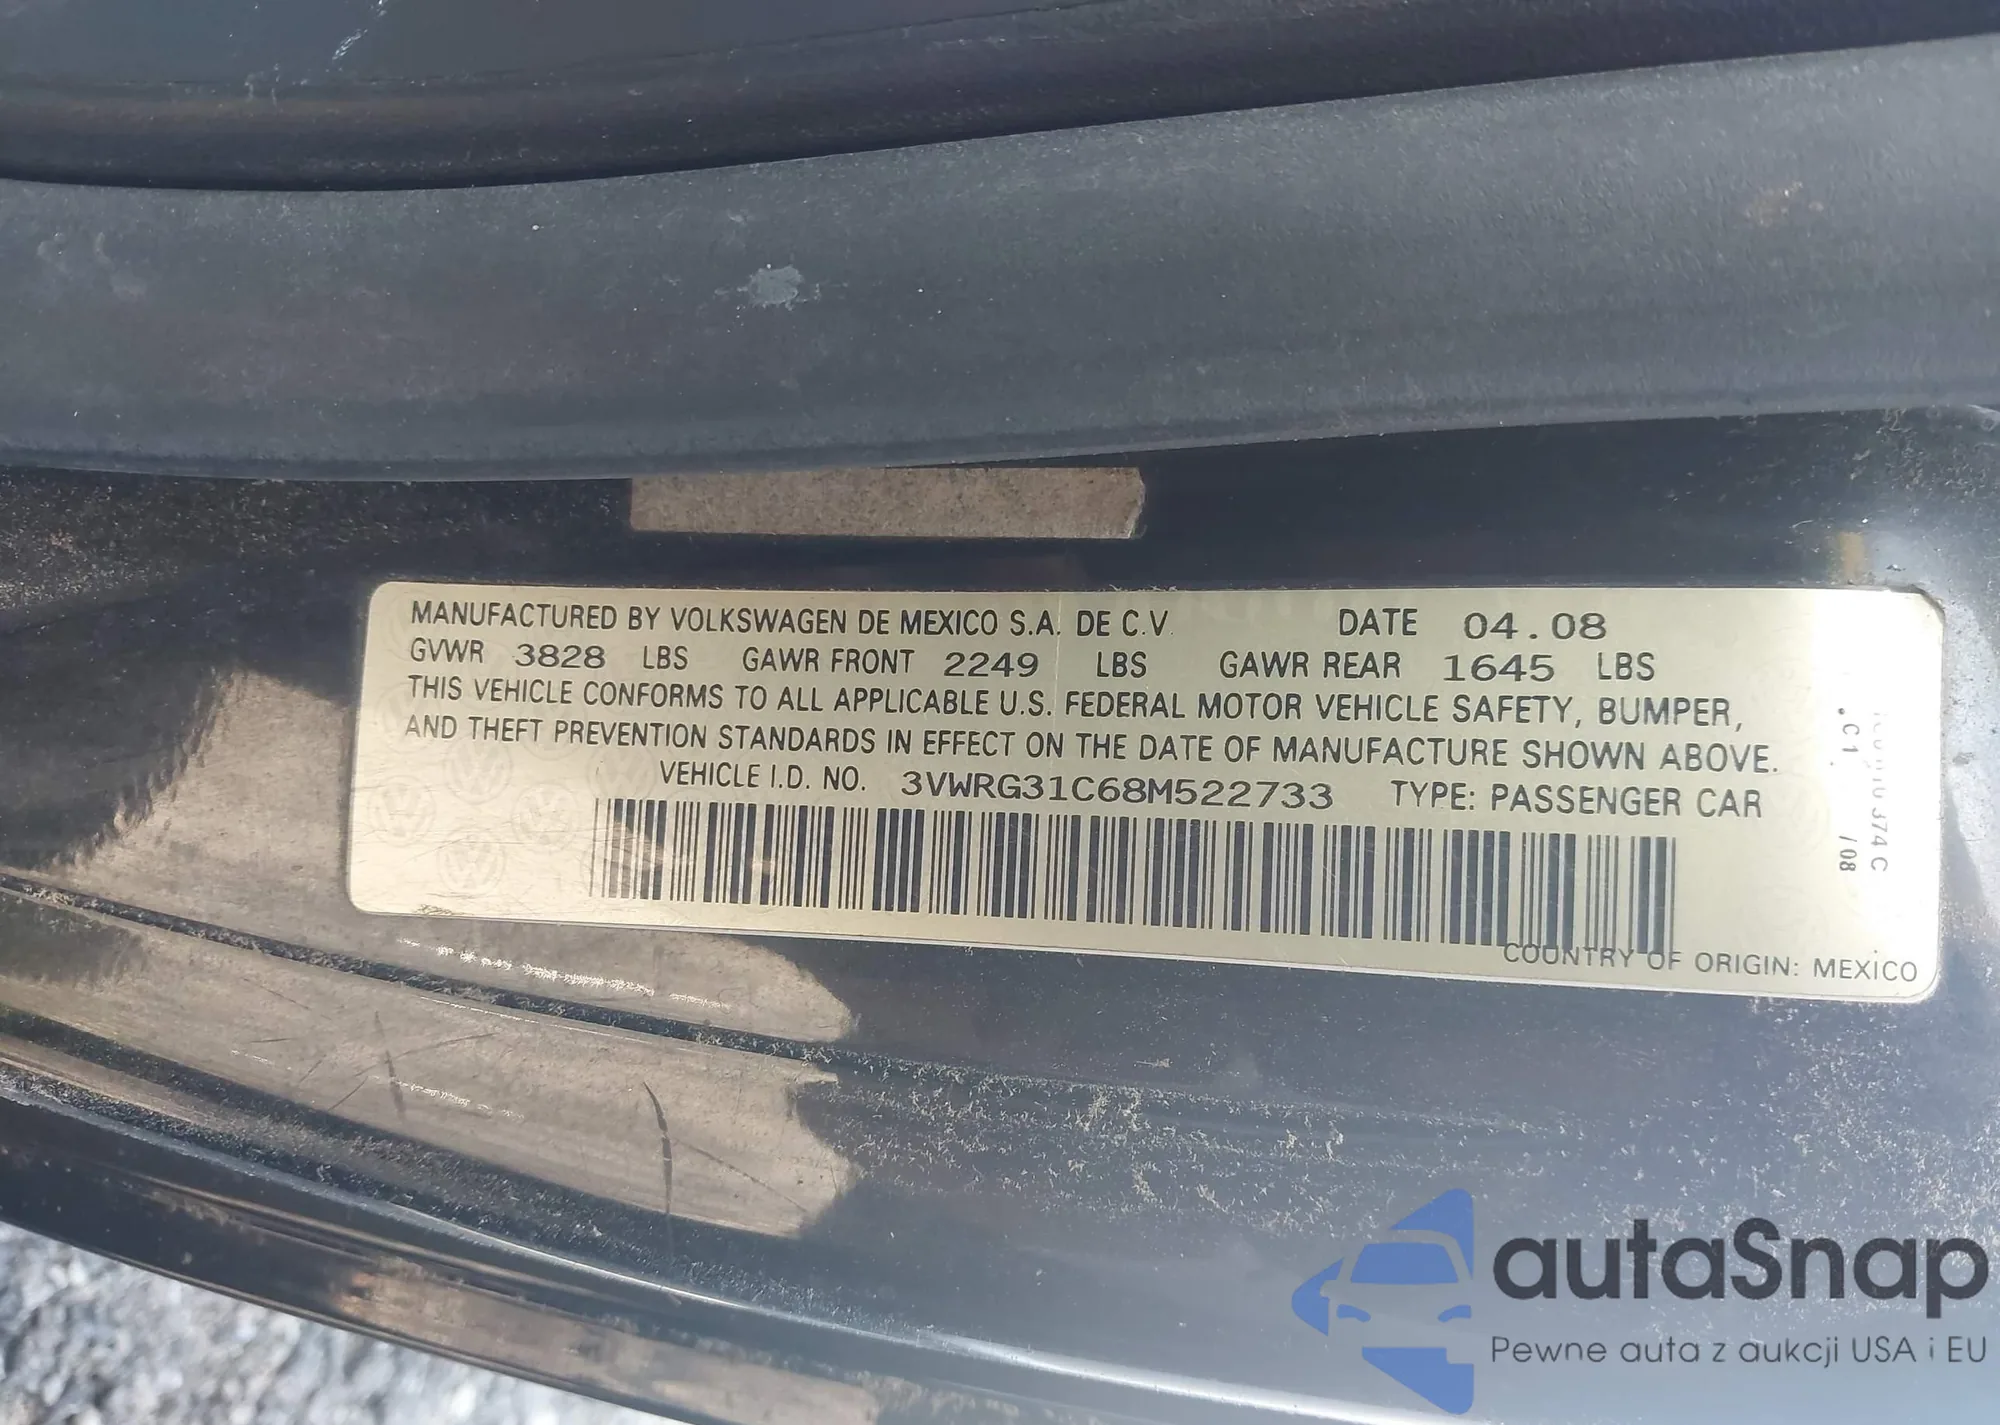 MANUFACTURED BY VOLKSWAGEN DE MEXICO S.A. DE C.V. DATE 04.08
GVWR 3828 LBS GAWR FRONT 2249 LBS GAWR REAR 1645 LBS
THIS VEHICLE CONFORMS TO ALL APPLICABLE U.S. FEDERAL MOTOR VEHICLE SAFETY, BUMPER,
AND THEFT PREVENTION STANDARDS IN EFFECT ON THE DATE OF MANUFACTURE SHOWN ABOVE.
VEHICLE I.D. NO. 3VWRG31C68M522733 TYPE: PASSENGER CAR
COUNTRY OF ORIGIN: MEXICO
.C1. /08
374 C
autaSnap
Pewne auta z aukcji USA i EU